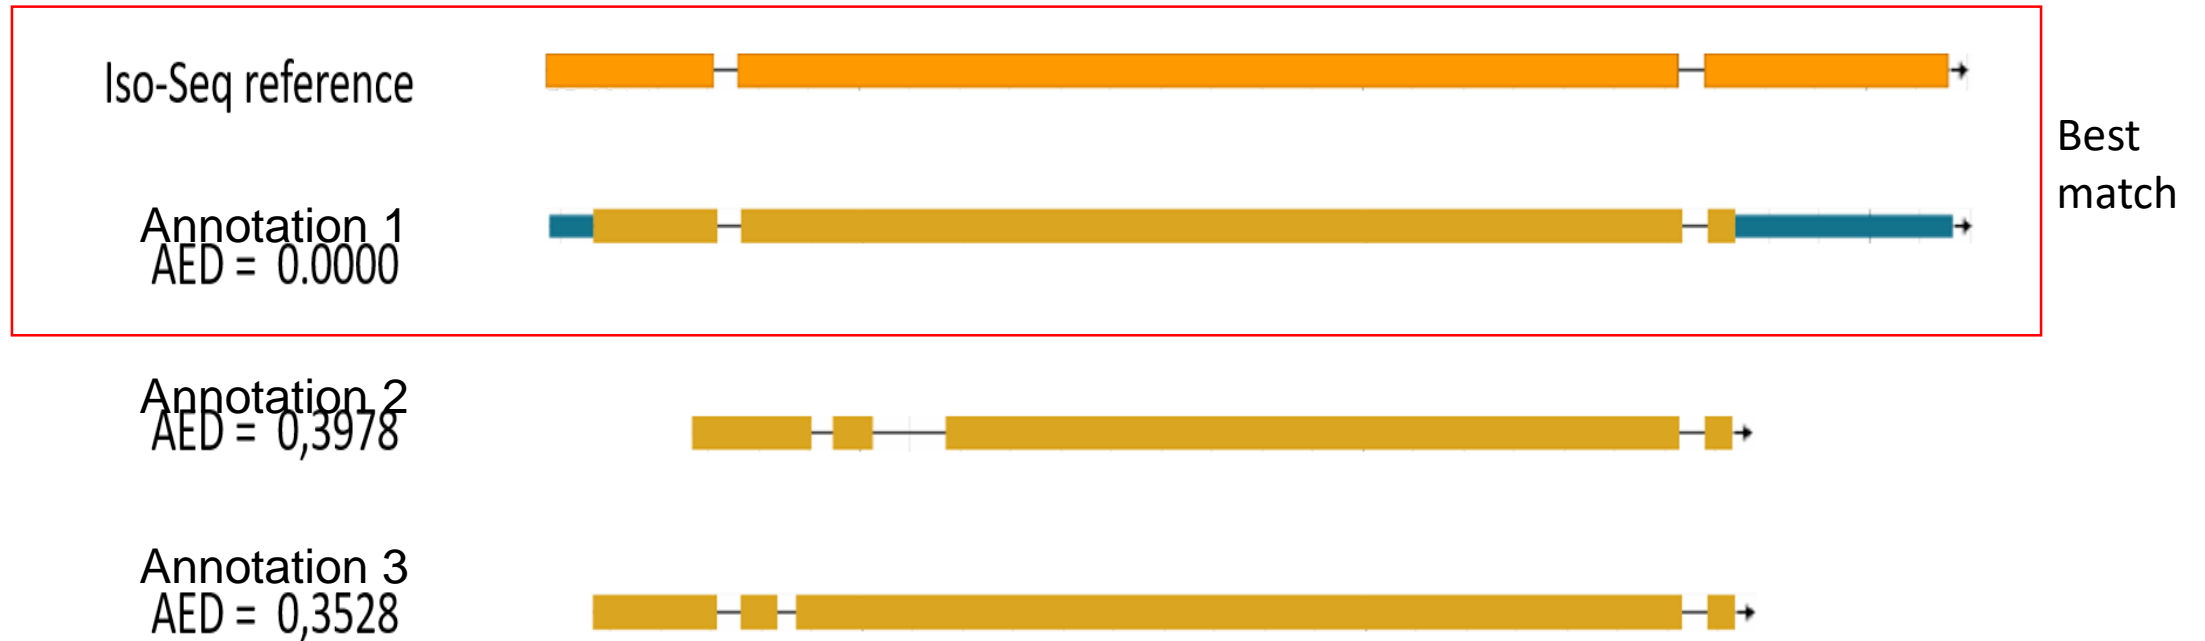 Iso-Seq reference
Best
match
Annotation 1
AED = 0.0000
Annotation 2
AED = 0,3978
Annotation 3
AED = 0,3528